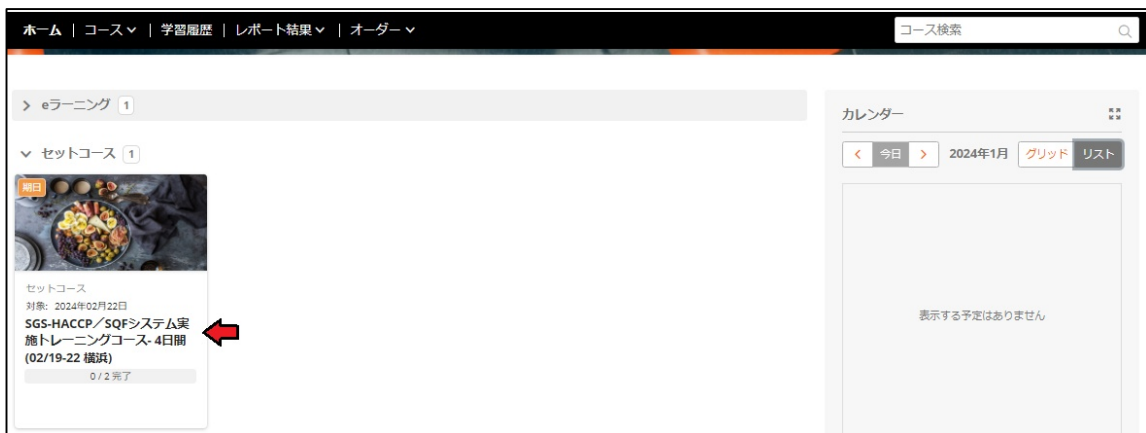 ホーム | コース | 学習履歴 | レポート結果 | オーダー
コース検索
eラーニング 1
セットコース 1
期日
セットコース
対象: 2024年02月22日
SGS-HACCP／SQFシステム実
施トレーニングコース- 4日間
(02/19-22 横浜)
0 / 2 完了
カレンダー
今日 2024年1月 グリッド リスト
表示する予定はありません